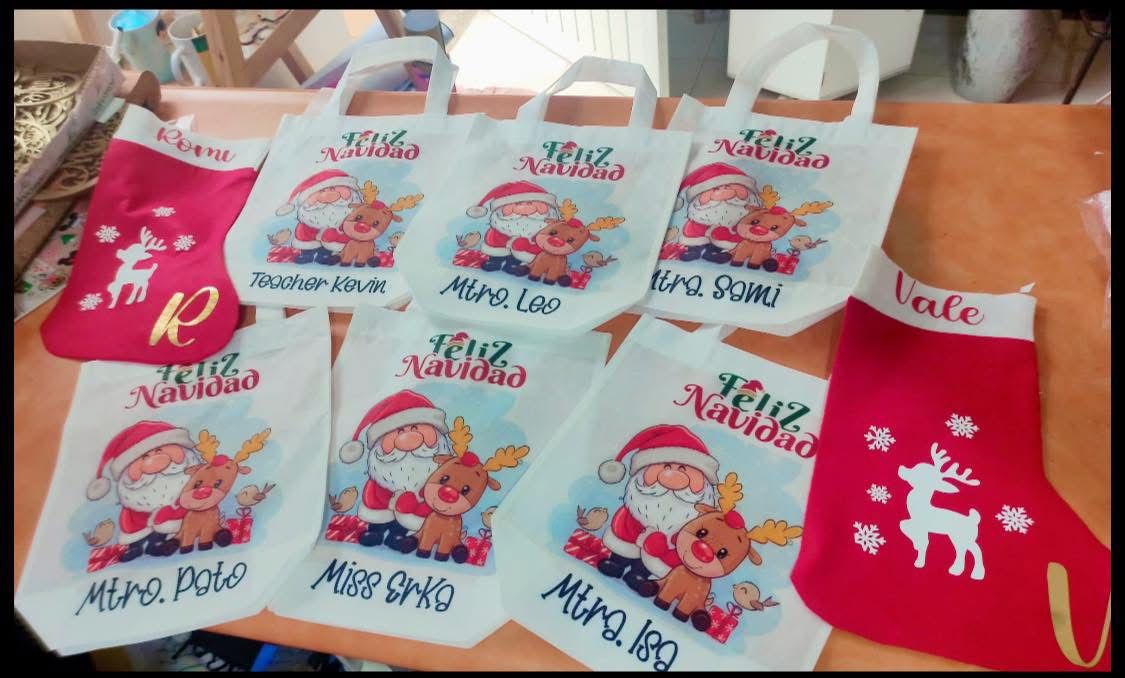 Romi
R
Feliz
Navidad
Teacher Kevin
Feliz
Navidad
Mtro. Leo
Feliz
Navidad
Mtra. Sami
Vale
V
Feliz
Navidad
Mtro. Pato
Feliz
Navidad
Miss Erka
Feliz
Navidad
Mtra. Isa